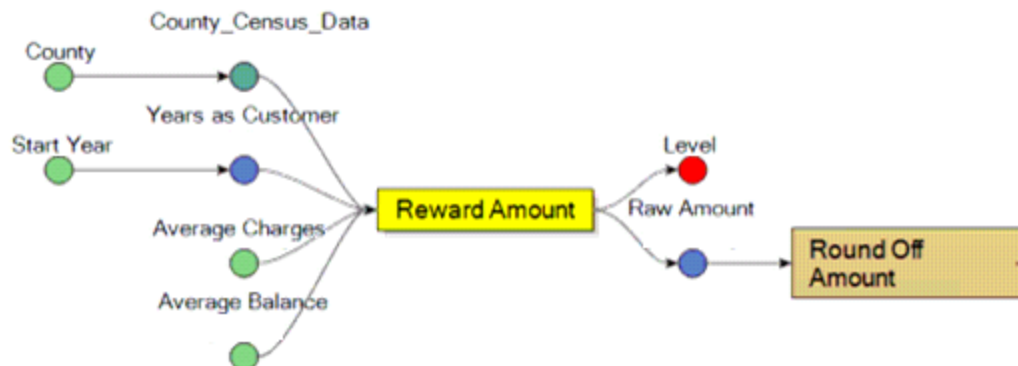 County_Census_Data
County
Years as Customer
Start Year
Level
Reward Amount
Raw Amount
Average Charges
Round Off
Amount
Average Balance